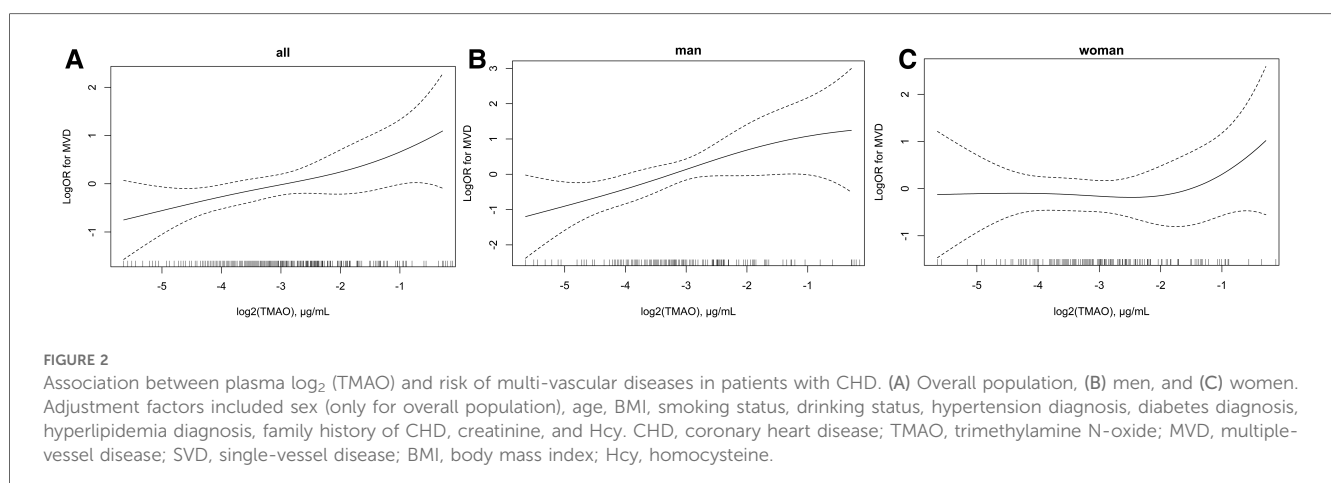 A
all
LogOR for MVD
2
1
0
-1
-5
-4
-3
-2
-1
log2(TMAO), µg/mL
B
man
LogOR for MVD
3
2
1
0
-1
-2
-5
-4
-3
-2
-1
log2(TMAO), µg/mL
C
woman
LogOR for MVD
2
1
0
-1
-5
-4
-3
-2
-1
log2(TMAO), µg/mL
FIGURE 2
Association between plasma log2 (TMAO) and risk of multi-vascular diseases in patients with CHD. (A) Overall population, (B) men, and (C) women.
Adjustment factors included sex (only for overall population), age, BMI, smoking status, drinking status, hypertension diagnosis, diabetes diagnosis,
hyperlipidemia diagnosis, family history of CHD, creatinine, and Hcy. CHD, coronary heart disease; TMAO, trimethylamine N-oxide; MVD, multiple-
vessel disease; SVD, single-vessel disease; BMI, body mass index; Hcy, homocysteine.